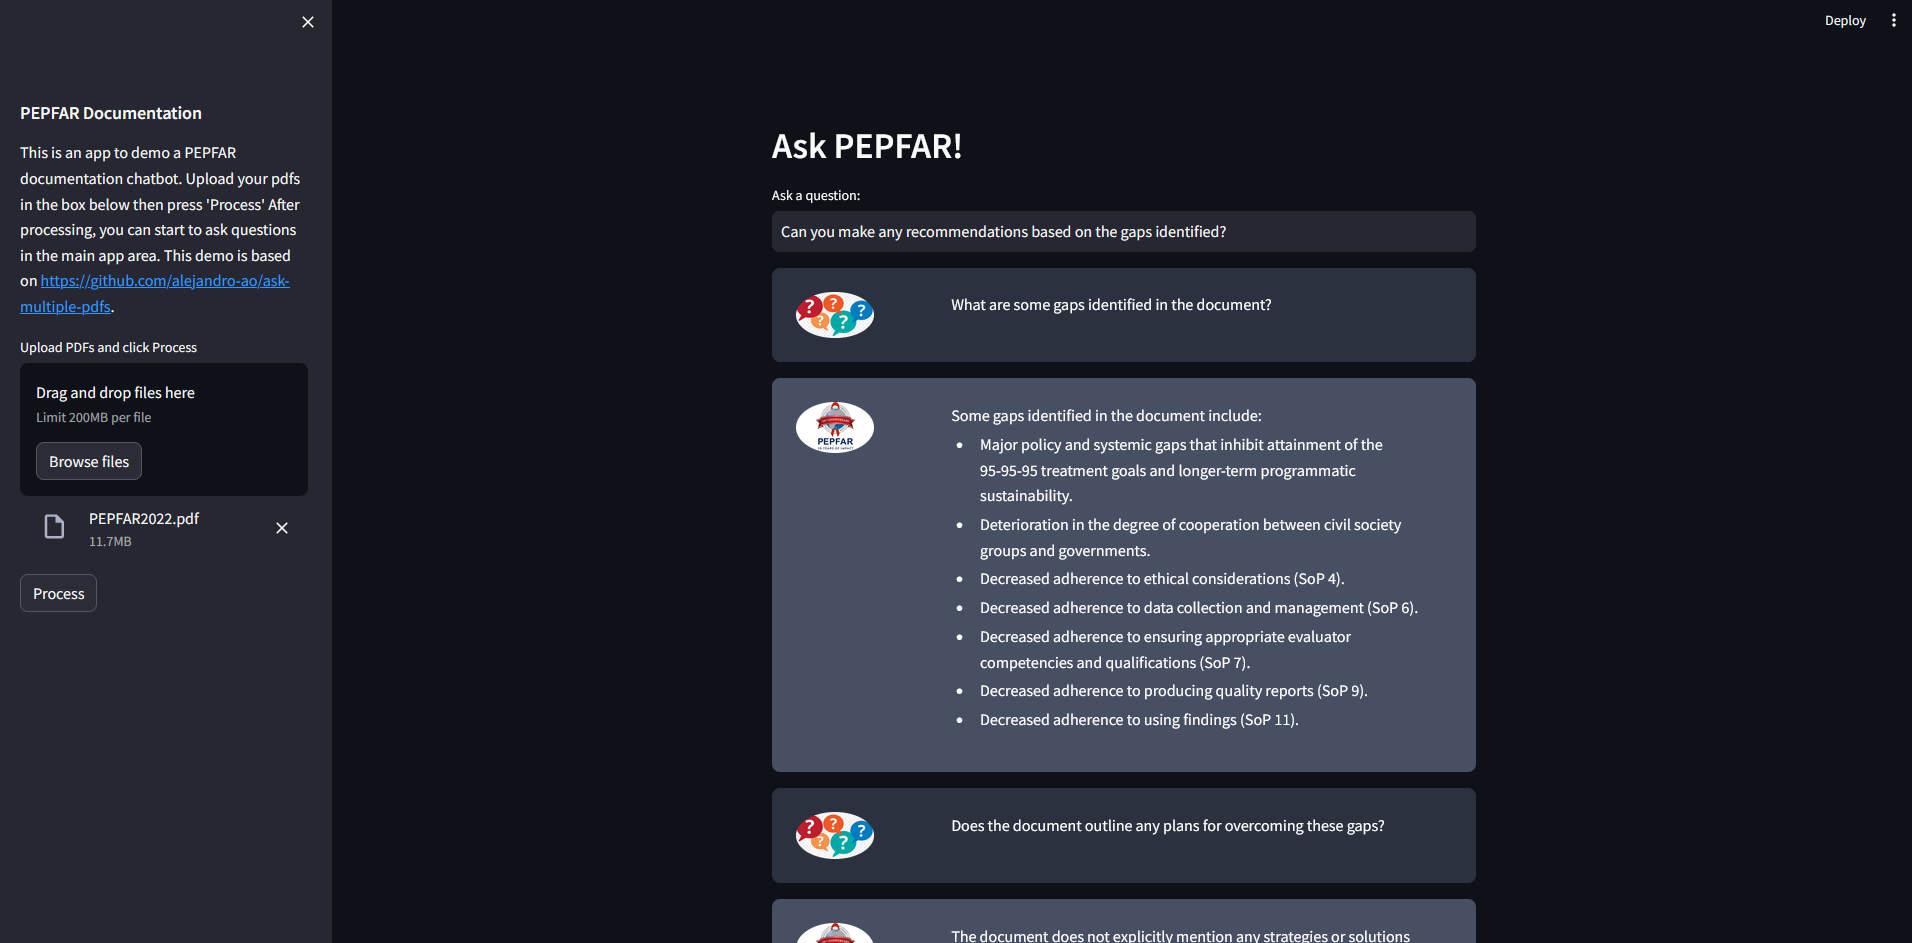 PEPFAR Documentation
This is an app to demo a PEPFAR
documentation chatbot. Upload your pdfs
in the box below then press 'Process' After
processing, you can start to ask questions
in the main app area. This demo is based
on https://github.com/alejandro-ao/ask-
multiple-pdfs.
Upload PDFs and click Process
Drag and drop files here
Limit 200MB per file
Browse files
PEPFAR2022.pdf
11.7MB
Process
Deploy
Ask PEPFAR!
Ask a question:
Can you make any recommendations based on the gaps identified?
What are some gaps identified in the document?
PEPFAR
Some gaps identified in the document include:
Major policy and systemic gaps that inhibit attainment of the
95-95-95 treatment goals and longer-term programmatic
sustainability.
Deterioration in the degree of cooperation between civil society
groups and governments.
Decreased adherence to ethical considerations (SoP 4).
Decreased adherence to data collection and management (SoP 6).
Decreased adherence to ensuring appropriate evaluator
competencies and qualifications (SoP 7).
Decreased adherence to producing quality reports (SoP 9).
Decreased adherence to using findings (SoP 11).
Does the document outline any plans for overcoming these gaps?
The document does not explicitly mention any strategies or solutions